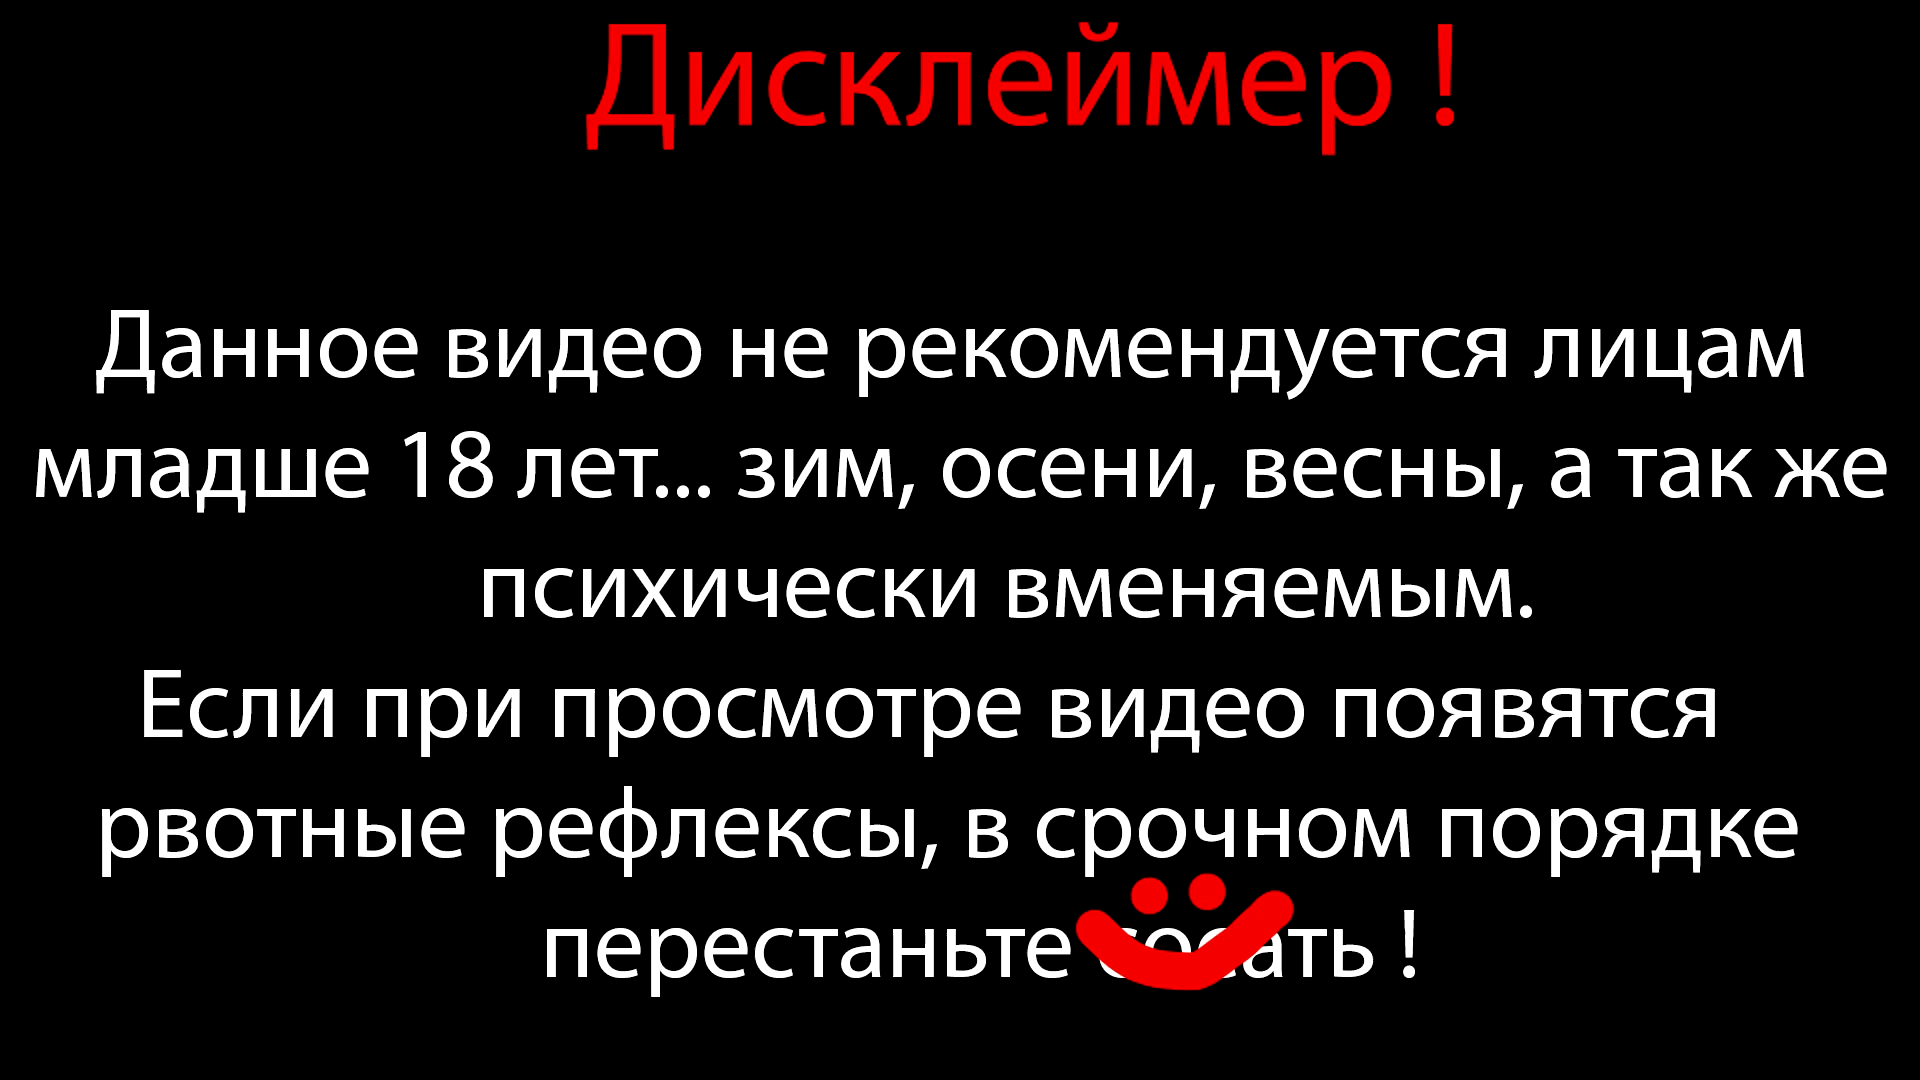 Дисклеймер !
Данное видео не рекомендуется лицам
младше 18 лет... зим, осени, весны, а так же
психически вменяемым.
Если при просмотре видео появятся
рвотные рефлексы, в срочном порядке
перестаньте сосать !